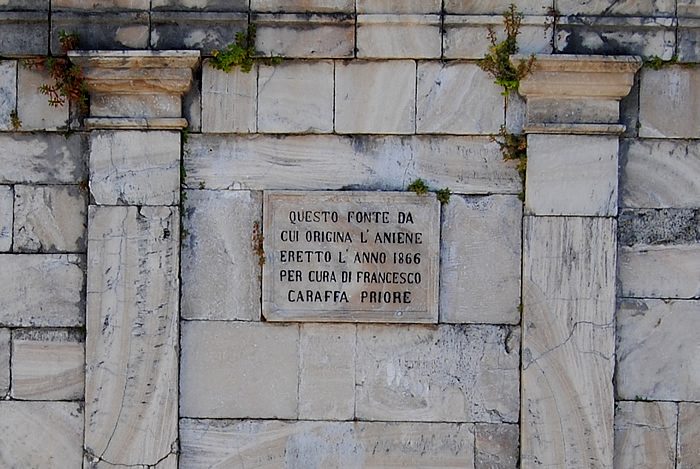 QUESTO FONTE DA
CUI ORIGINA L'ANIENE
ERETTO L'ANNO 1866
PER CURA DI FRANCESCO
CARAFFA PRIORE